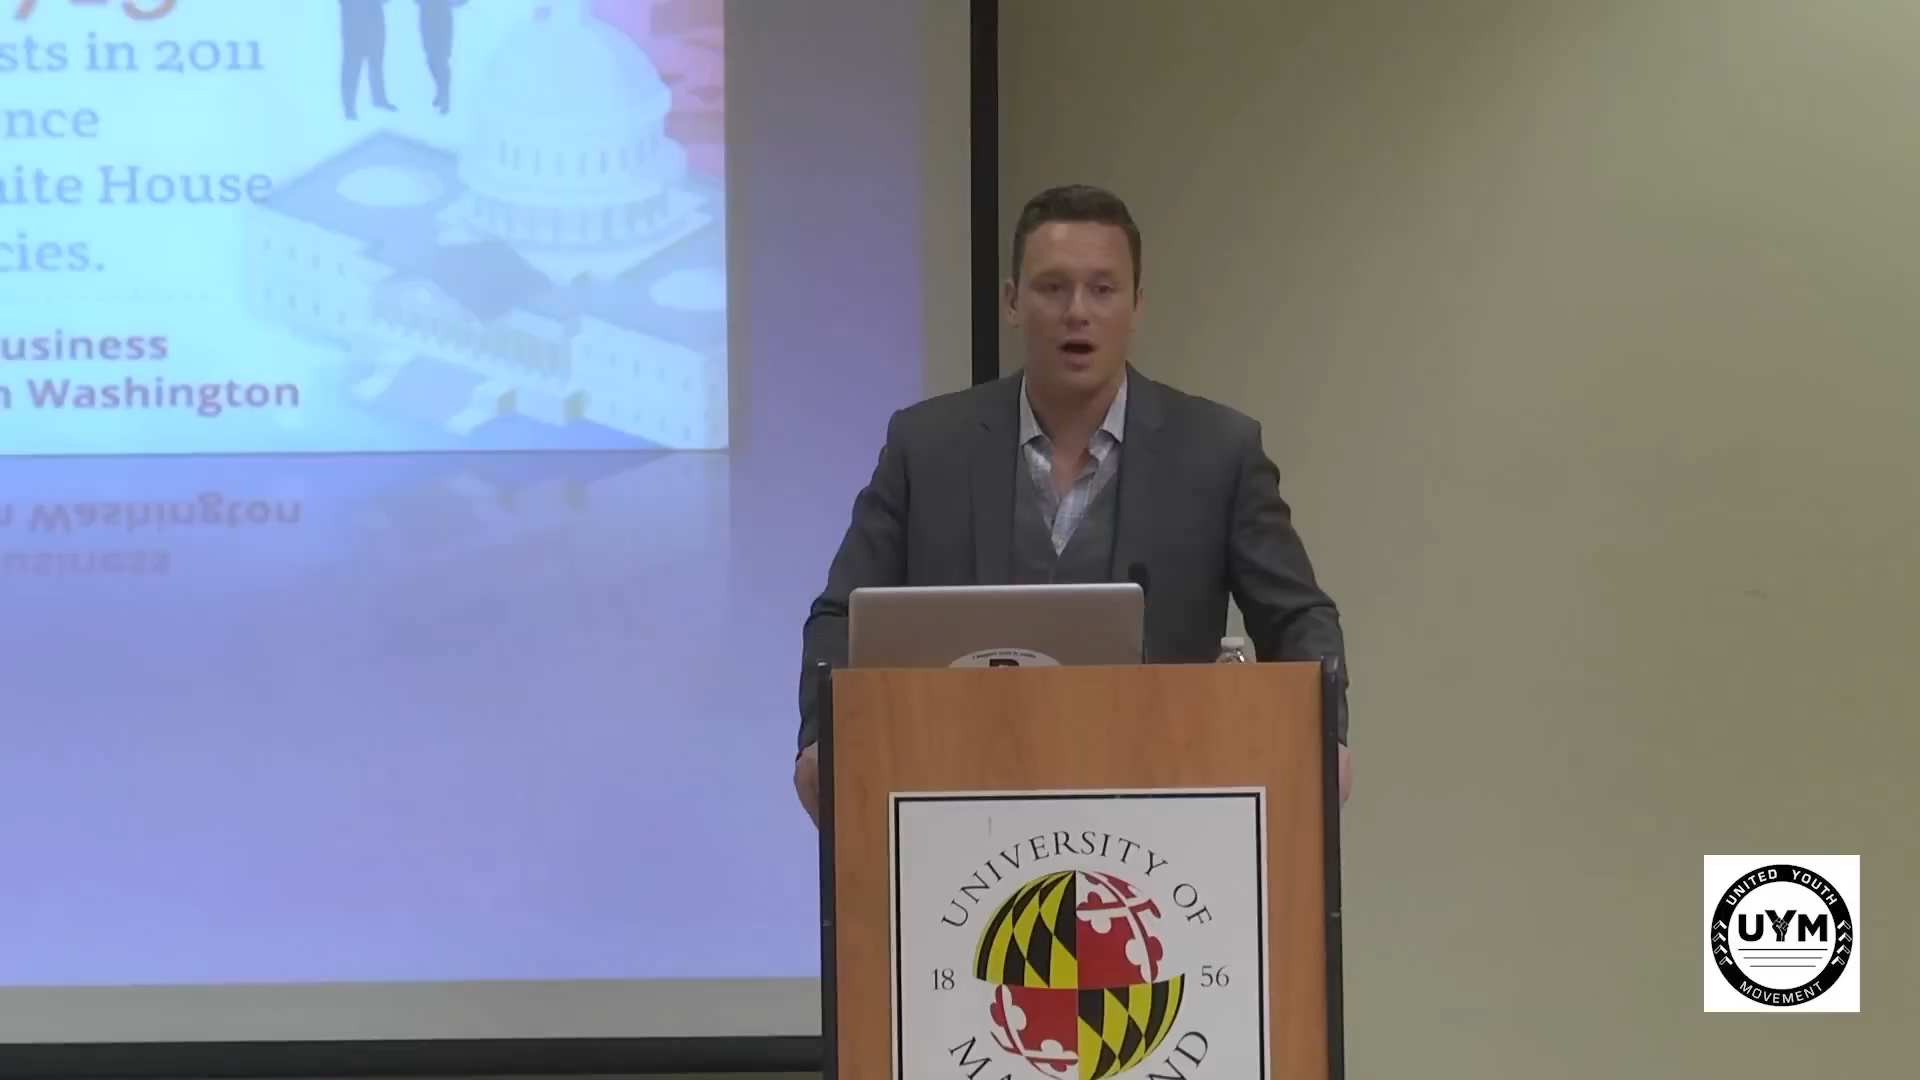 sts in 2011
nce
ite House
cies.
usiness
n Washington
UNIVERSITY OF
18
56
UNITED YOUTH
UYM
MOVEMENT